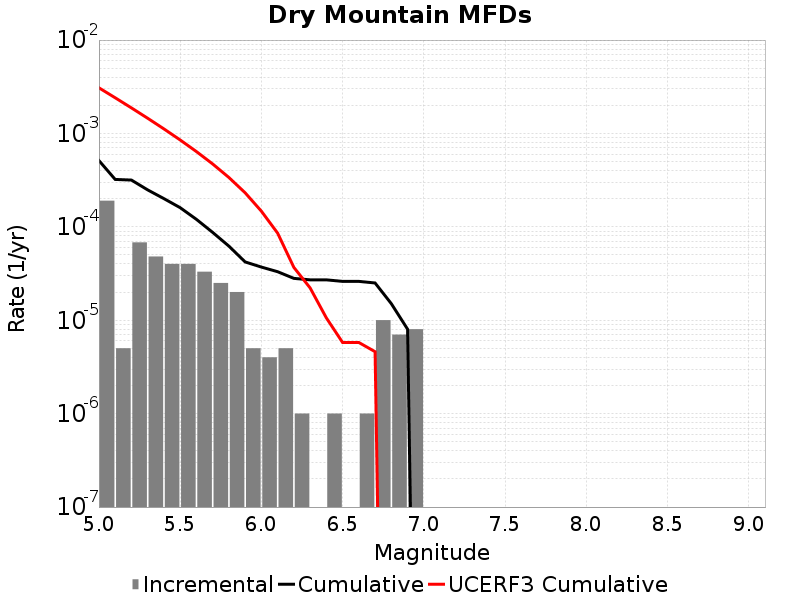 Dry Mountain MFDs
10-2
10-3
10-4
10-5
10-6
10-7
Rate (1/yr)
5.0 5.5 6.0 6.5 7.0 7.5 8.0 8.5 9.0
Magnitude
Incremental Cumulative UCERF3 Cumulative